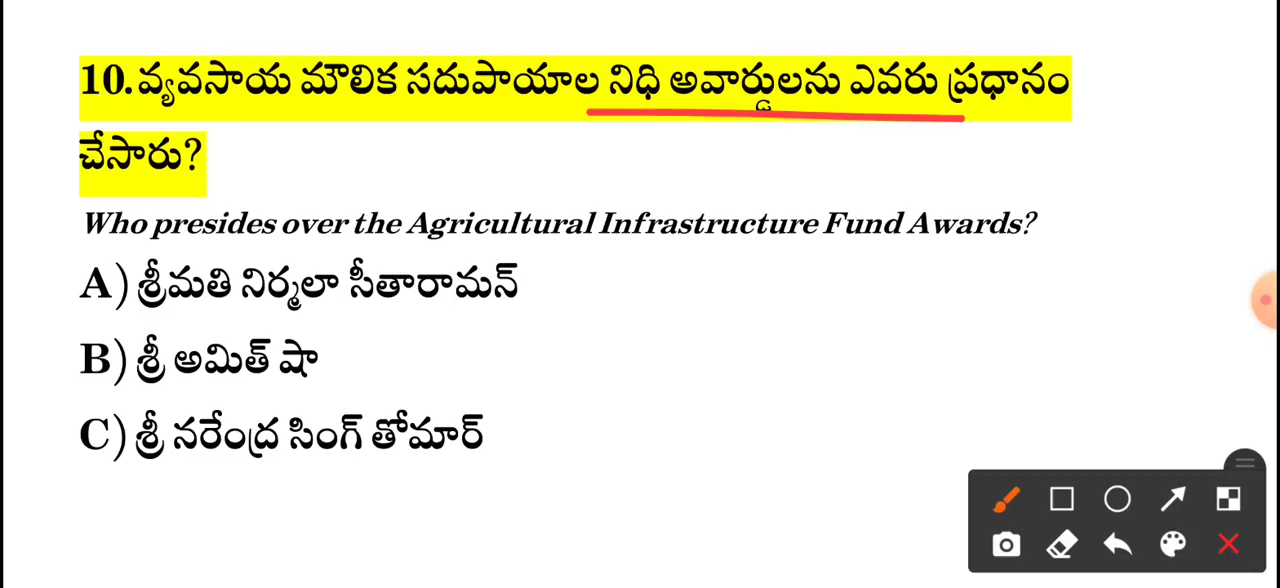 10.వ్యవసాయ మౌలిక సదుపాయాల నిధి అవార్డులను ఎవరు ప్రధానం
చేసారు?
Who presides over the Agricultural Infrastructure Fund Awards?
A) శ్రీమతి నిర్మలా సీతారామన్
B) శ్రీ అమిత్ షా
C) శ్రీ నరేంద్ర సింగ్ తోమార్